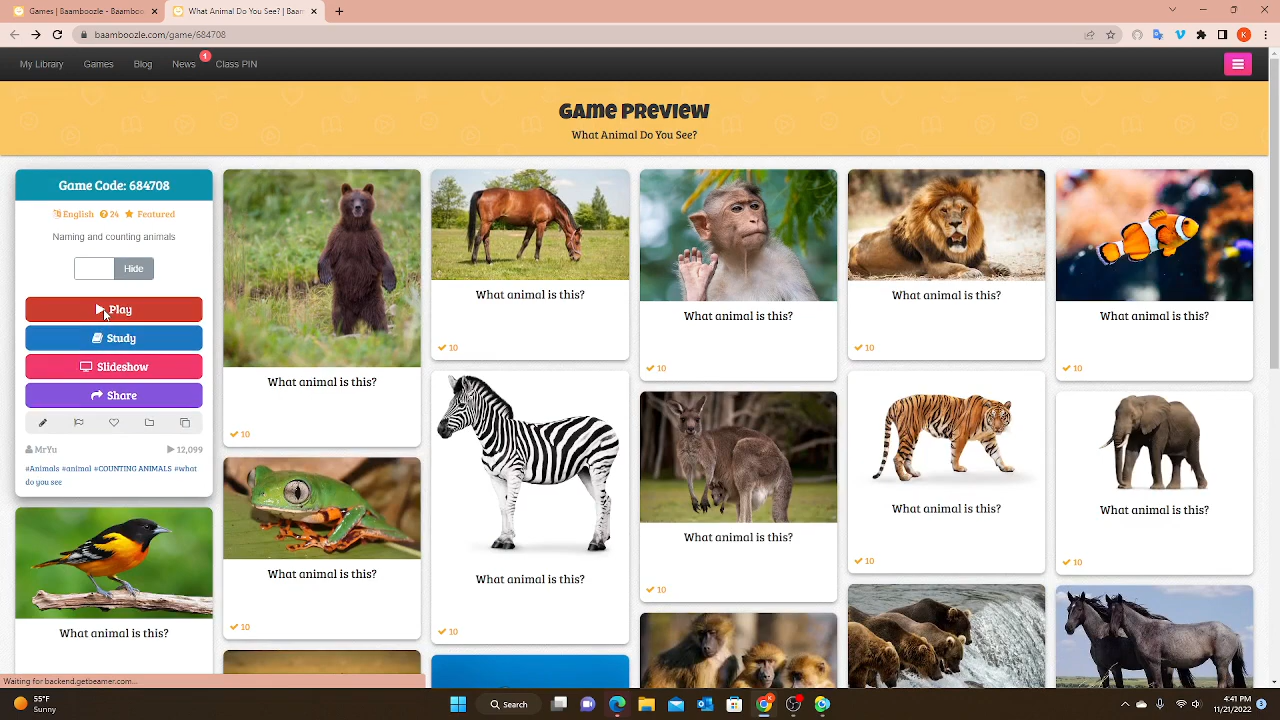 Games | Baamboozle - Baamboo
What Animal Do You See? | Baam
baamboozle.com/game/684708
K
My Library
Games
Blog
News
1
Class PIN
Game Preview
What Animal Do You See?
Game Code: 684708
English 24 Featured
Naming and counting animals
Hide
Play
Study
Slideshow
Share
MrYu 12,099
#Animals #animal #COUNTING ANIMALS #what
do you see
What animal is this?
What animal is this?
10
What animal is this?
10
What animal is this?
10
What animal is this?
10
What animal is this?
10
What animal is this?
10
What animal is this?
10
What animal is this?
10
What animal is this?
10
What animal is this?
10
Waiting for backend.getbeamer.com...
55°F
Sunny
Search
4:41 PM
11/21/2022
3